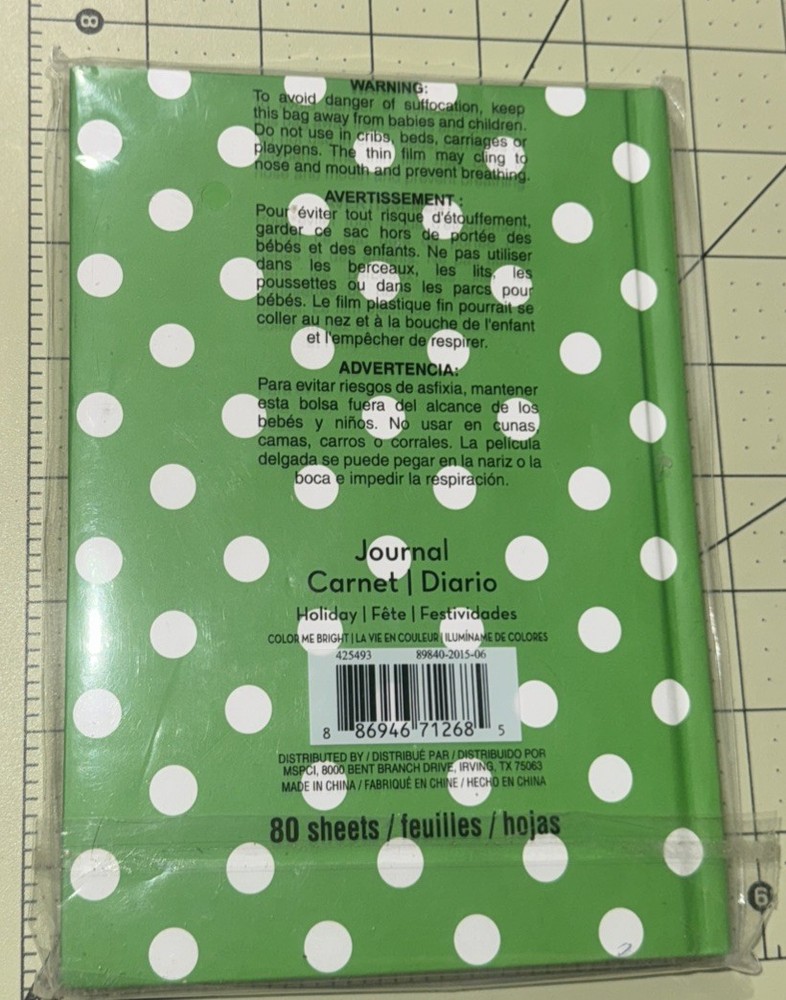 8
WARNING:
To avoid danger of suffocation, keep
this bag away from babies and children.
Do not use in cribs, beds, carriages or
playpens. The thin film may cling to
nose and mouth and prevent breathing.
AVERTISSEMENT :
Pour éviter tout risque d'étouffement,
garder ce sac hors de portée des
bébés et des enfants. Ne pas utiliser
dans les berceaux, les lits, les
poussettes ou dans les parcs pour
bébés. Le film plastique fin pourrait se
coller au nez et à la bouche de l'enfant
et l'empêcher de respirer.
ADVERTENCIA:
Para evitar riesgos de asfixia, mantener
esta bolsa fuera del alcance de los
bebés y niños. No usar en cunas,
camas, carros o corrales. La película
delgada se puede pegar en la nariz o la
boca e impedir la respiración.
Journal
Carnet | Diario
Holiday | Fête | Festividades
COLOR ME BRIGHT | LA VIE EN COULEUR | ILUMÍNAME DE COLORES
425493 89840-2015-06
8 86946 71268 5
DISTRIBUTED BY / DISTRIBUÉ PAR / DISTRIBUIDO POR
MSPCI, 8000 BENT BRANCH DRIVE, IRVING, TX 75063
MADE IN CHINA / FABRIQUÉ EN CHINE / HECHO EN CHINA
80 sheets / feuilles / hojas
6